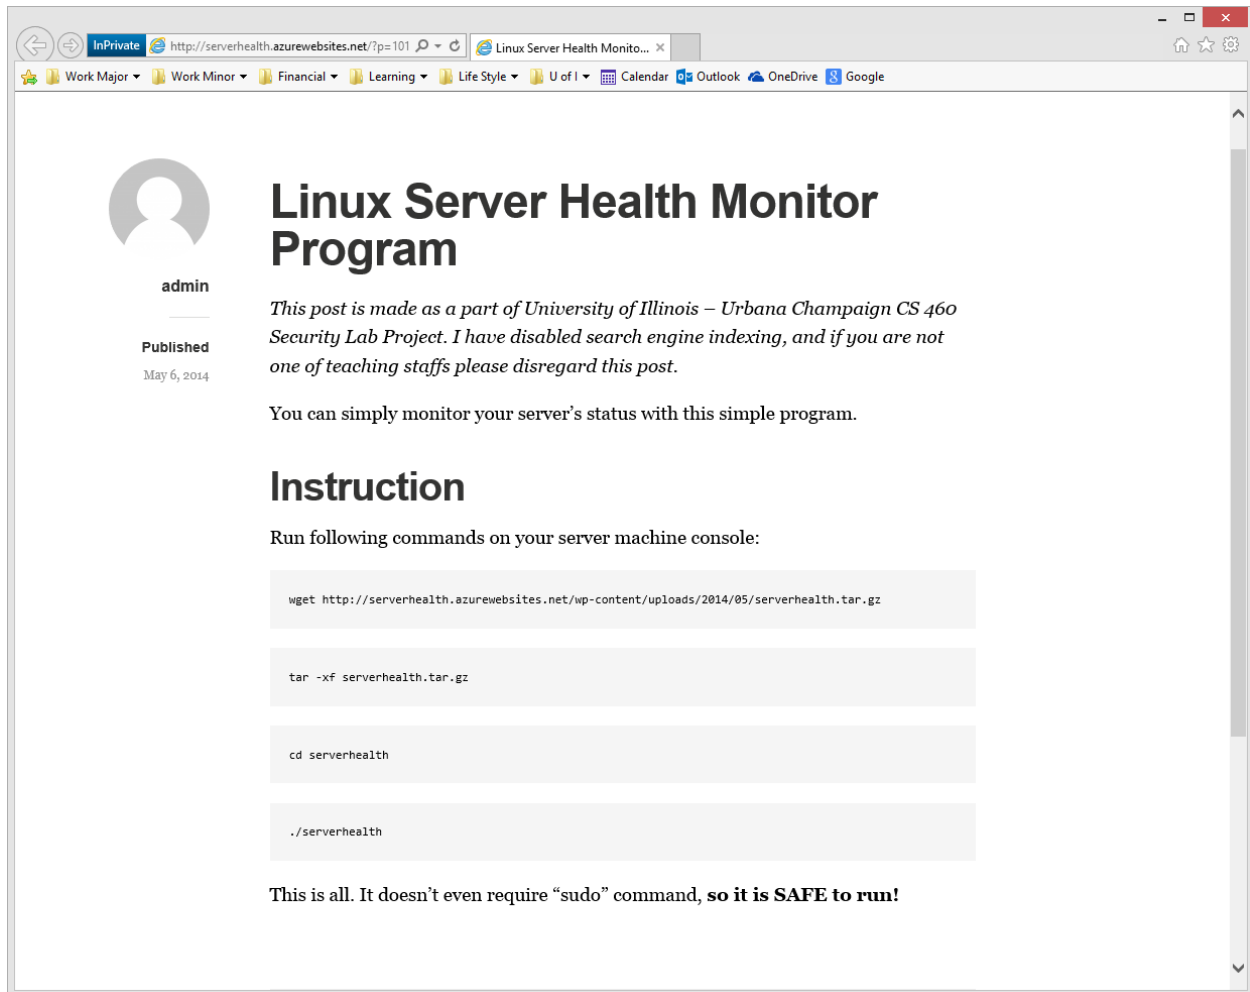 InPrivate http://serverhealth.azurewebsites.net/?p=101 Linux Server Health Monito...
Work Major Work Minor Financial Learning Life Style U of I Calendar Outlook OneDrive Google
Linux Server Health Monitor
Program
admin
This post is made as a part of University of Illinois – Urbana Champaign CS 460
Security Lab Project. I have disabled search engine indexing, and if you are not
one of teaching staffs please disregard this post.
Published
May 6, 2014
You can simply monitor your server’s status with this simple program.
Instruction
Run following commands on your server machine console:
wget http://serverhealth.azurewebsites.net/wp-content/uploads/2014/05/serverhealth.tar.gz
tar -xf serverhealth.tar.gz
cd serverhealth
./serverhealth
This is all. It doesn’t even require “sudo” command, so it is SAFE to run!